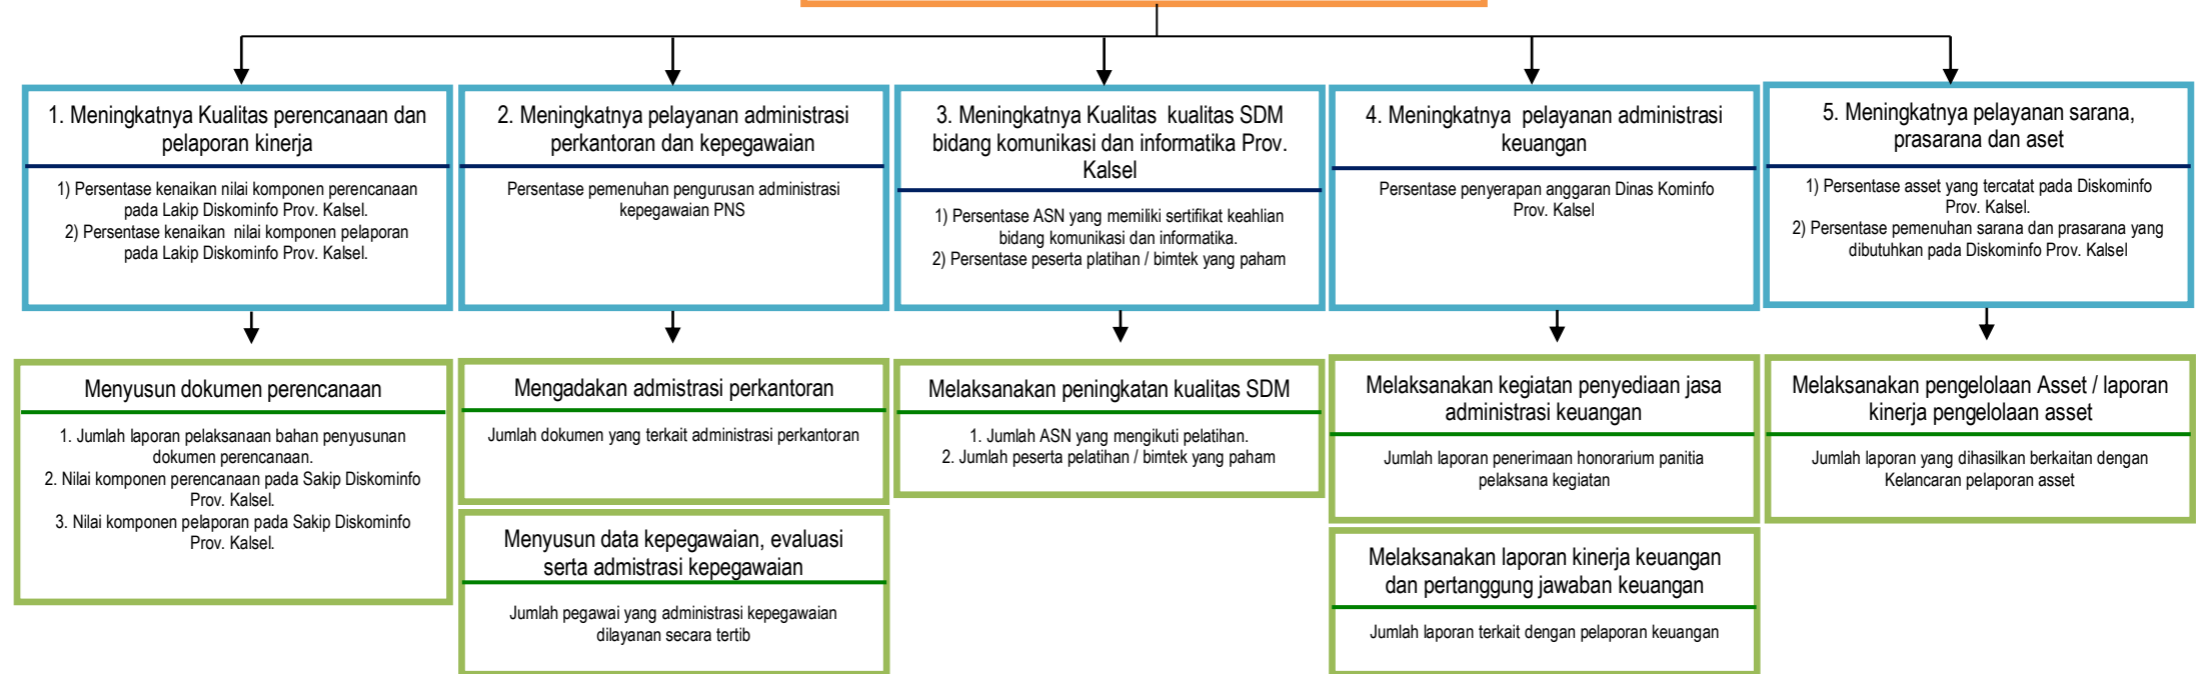 1. Meningkatnya Kualitas perencanaan dan
pelaporan kinerja
1) Persentase kenaikan nilai komponen perencanaan
pada Lakip Diskominfo Prov. Kalsel.
2) Persentase kenaikan nilai komponen pelaporan
pada Lakip Diskominfo Prov. Kalsel.
2. Meningkatnya pelayanan administrasi
perkantoran dan kepegawaian
Persentase pemenuhan pengurusan administrasi
kepegawaian PNS
3. Meningkatnya Kualitas kualitas SDM
bidang komunikasi dan informatika Prov.
Kalsel
1) Persentase ASN yang memiliki sertifikat keahlian
bidang komunikasi dan informatika.
2) Persentase peserta platihan / bimtek yang paham
4. Meningkatnya pelayanan administrasi
keuangan
Persentase penyerapan anggaran Dinas Kominfo
Prov. Kalsel
5. Meningkatnya pelayanan sarana,
prasarana dan aset
1) Persentase asset yang tercatat pada Diskominfo
Prov. Kalsel.
2) Persentase pemenuhan sarana dan prasarana yang
dibutuhkan pada Diskominfo Prov. Kalsel
Menyusun dokumen perencanaan
1. Jumlah laporan pelaksanaan bahan penyusunan
dokumen perencanaan.
2. Nilai komponen perencanaan pada Sakip Diskominfo
Prov. Kalsel.
3. Nilai komponen pelaporan pada Sakip Diskominfo
Prov. Kalsel.
Mengadakan admistrasi perkantoran
Jumlah dokumen yang terkait administrasi perkantoran
Menyusun data kepegawaian, evaluasi
serta admistrasi kepegawaian
Jumlah pegawai yang administrasi kepegawaian
dilayanan secara tertib
Melaksanakan peningkatan kualitas SDM
1. Jumlah ASN yang mengikuti pelatihan.
2. Jumlah peserta pelatihan / bimtek yang paham
Melaksanakan kegiatan penyediaan jasa
administrasi keuangan
Jumlah laporan penerimaan honorarium panitia
pelaksana kegiatan
Melaksanakan laporan kinerja keuangan
dan pertanggung jawaban keuangan
Jumlah laporan terkait dengan pelaporan keuangan
Melaksanakan pengelolaan Asset / laporan
kinerja pengelolaan asset
Jumlah laporan yang dihasilkan berkaitan dengan
Kelancaran pelaporan asset